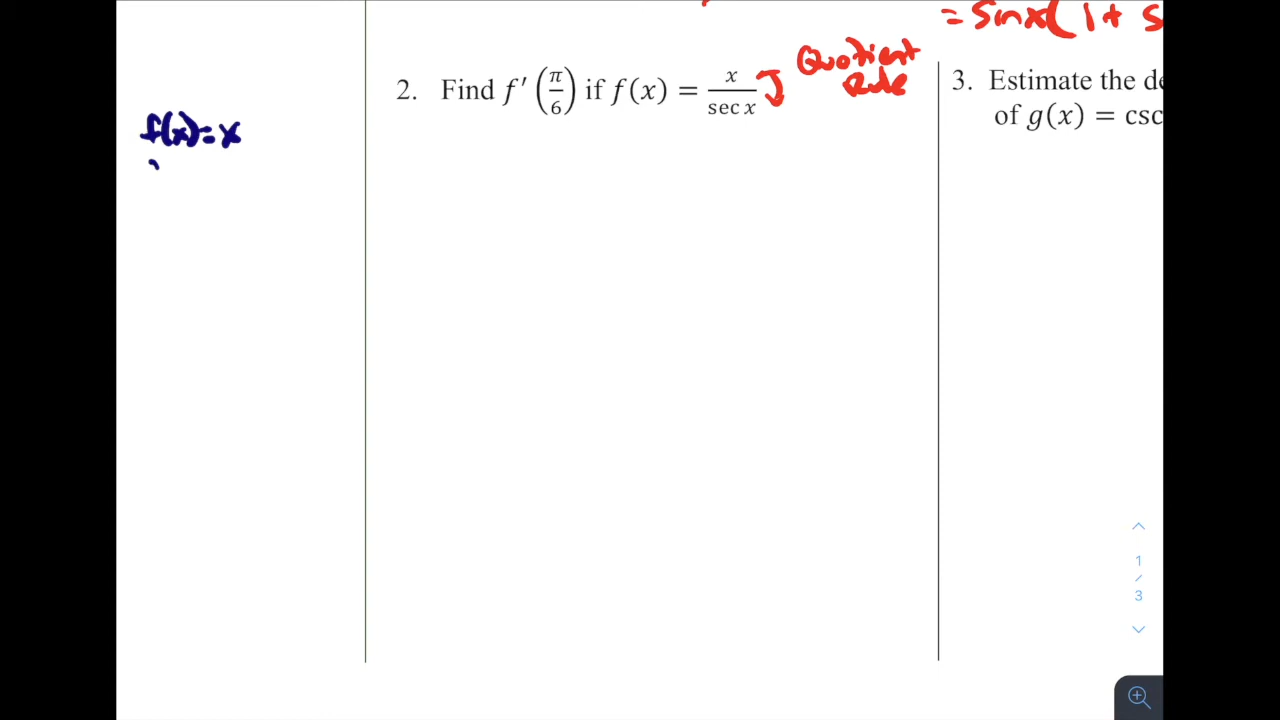 = Sinx( 1 + S
Quotient
Rule
2. Find f′(π/6) if f(x) = x/sec x
3. Estimate the de
of g(x) = csc
f(x)=x
1
/
3